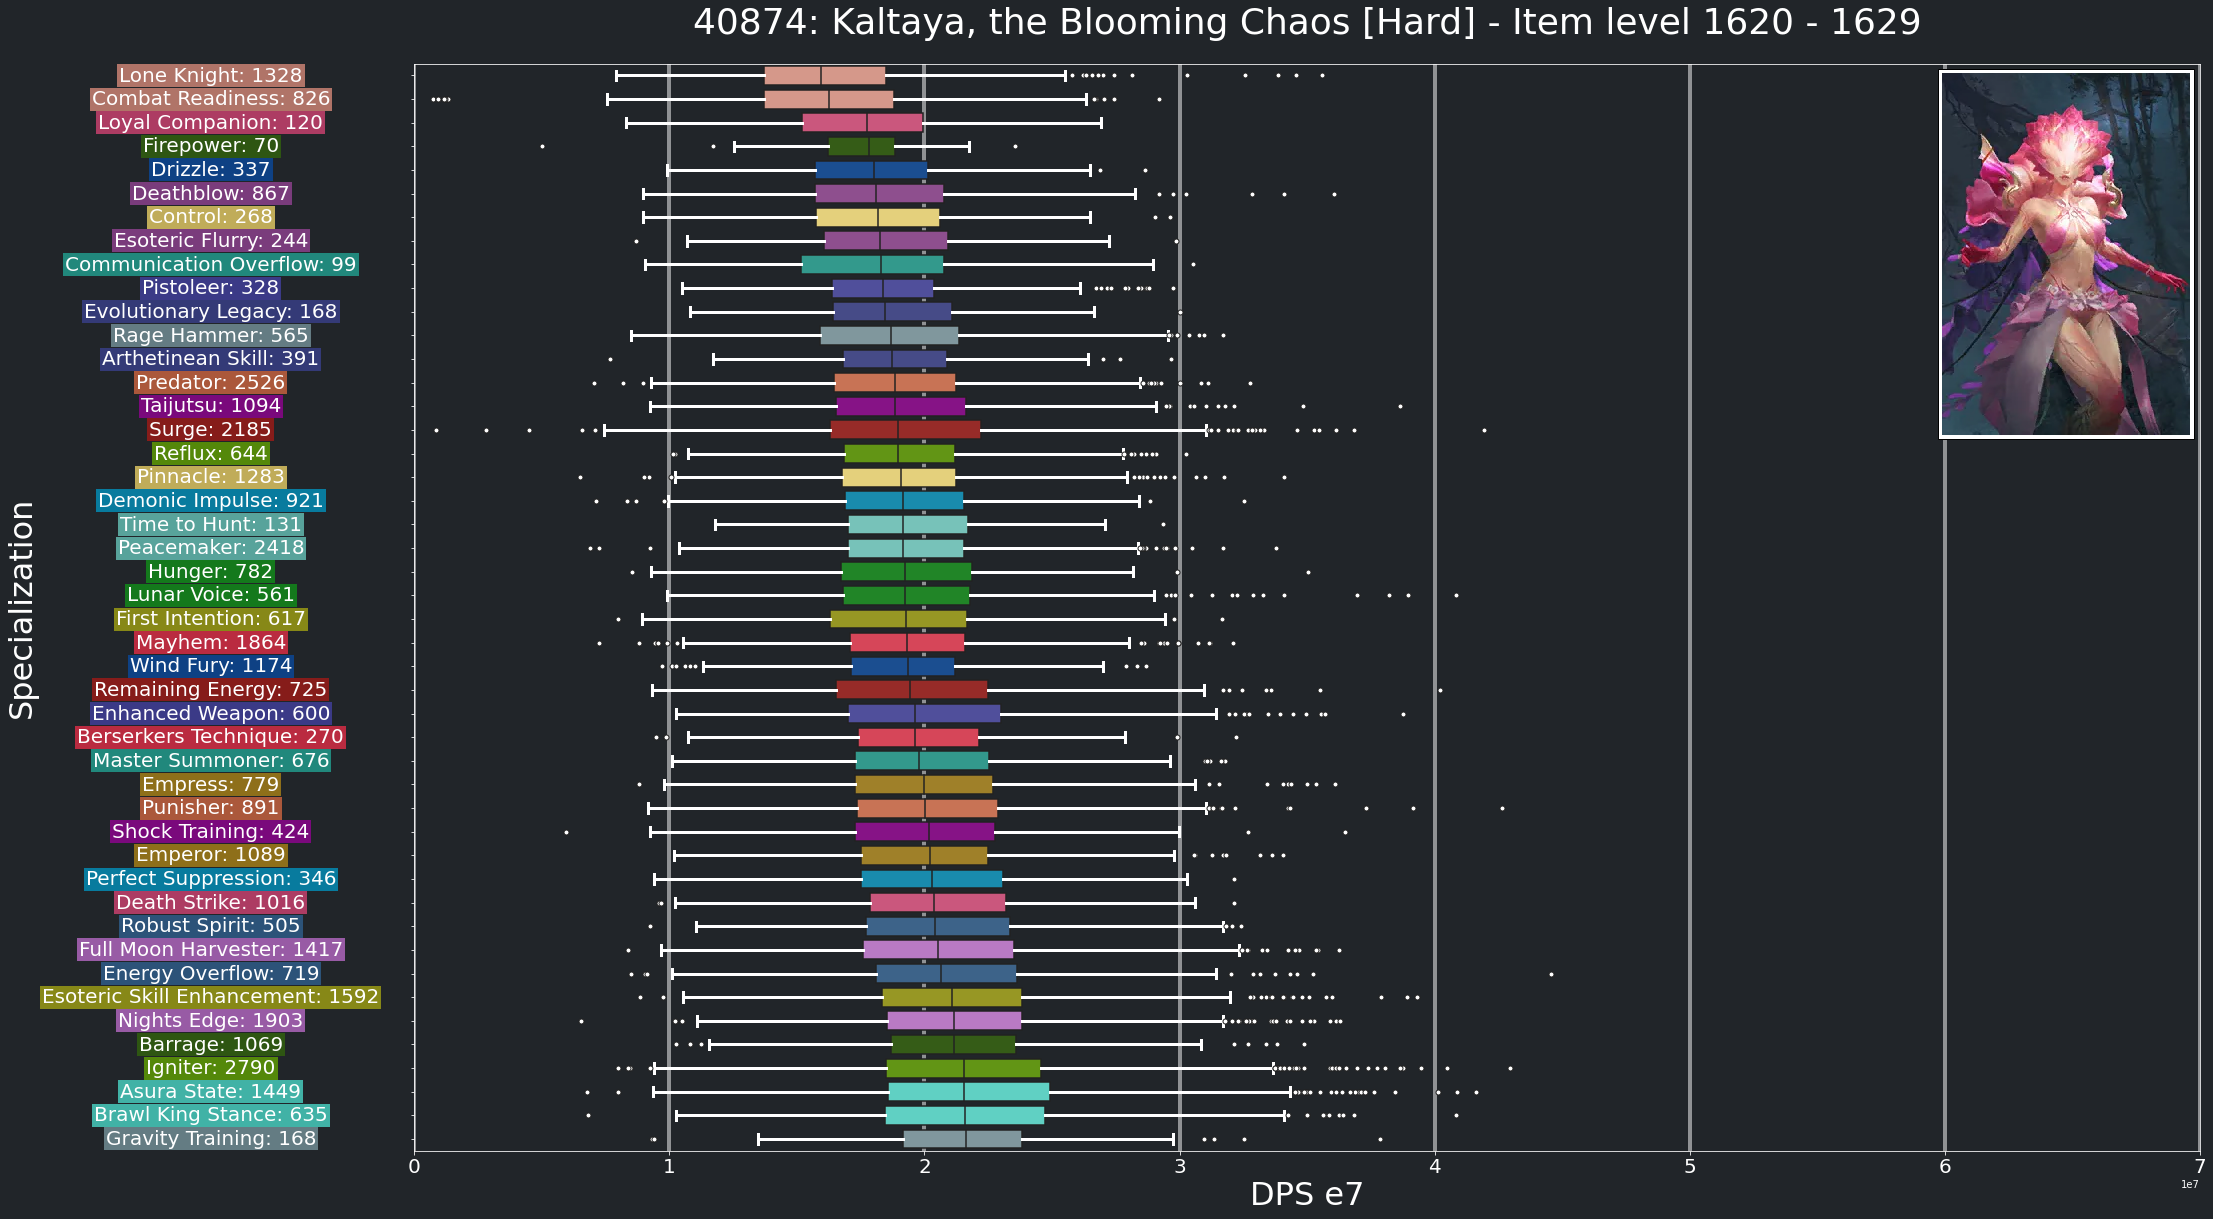 40874: Kaltaya, the Blooming Chaos [Hard] - Item level 1620 - 1629
Specialization
Lone Knight: 1328
Combat Readiness: 826
Loyal Companion: 120
Firepower: 70
Drizzle: 337
Deathblow: 867
Control: 268
Esoteric Flurry: 244
Communication Overflow: 99
Pistoleer: 328
Evolutionary Legacy: 168
Rage Hammer: 565
Arthetinean Skill: 391
Predator: 2526
Taijutsu: 1094
Surge: 2185
Reflux: 644
Pinnacle: 1283
Demonic Impulse: 921
Time to Hunt: 131
Peacemaker: 2418
Hunger: 782
Lunar Voice: 561
First Intention: 617
Mayhem: 1864
Wind Fury: 1174
Remaining Energy: 725
Enhanced Weapon: 600
Berserkers Technique: 270
Master Summoner: 676
Empress: 779
Punisher: 891
Shock Training: 424
Emperor: 1089
Perfect Suppression: 346
Death Strike: 1016
Robust Spirit: 505
Full Moon Harvester: 1417
Energy Overflow: 719
Esoteric Skill Enhancement: 1592
Nights Edge: 1903
Barrage: 1069
Igniter: 2790
Asura State: 1449
Brawl King Stance: 635
Gravity Training: 168
0 1 2 3 4 5 6 7
1e7
DPS e7